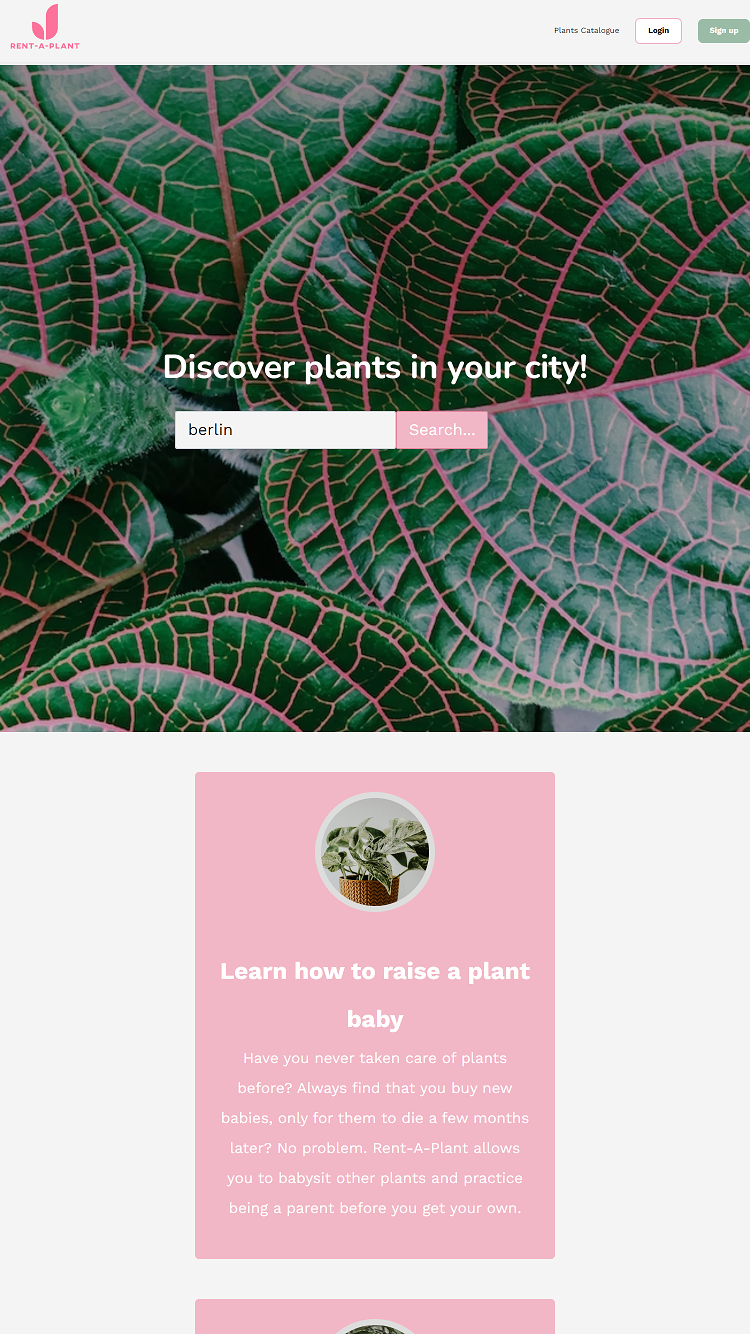 RENT-A-PLANT
Plants Catalogue
Login
Sign up
Discover plants in your city!
berlin
Search...
Learn how to raise a plant
baby
Have you never taken care of plants
before? Always find that you buy new
babies, only for them to die a few months
later? No problem. Rent-A-Plant allows
you to babysit other plants and practice
being a parent before you get your own.